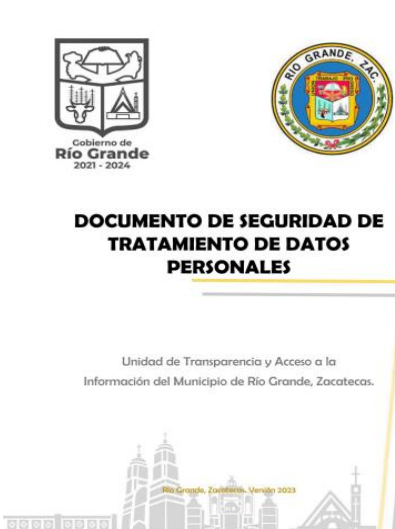 Gobierno de
Río Grande
2021 - 2024
RIO GRANDE, ZAC.
DOCUMENTO DE SEGURIDAD DE
TRATAMIENTO DE DATOS
PERSONALES
Unidad de Transparencia y Acceso a la
Información del Municipio de Río Grande, Zacatecas.
Río Grande, Zacatecas. Versión 2023